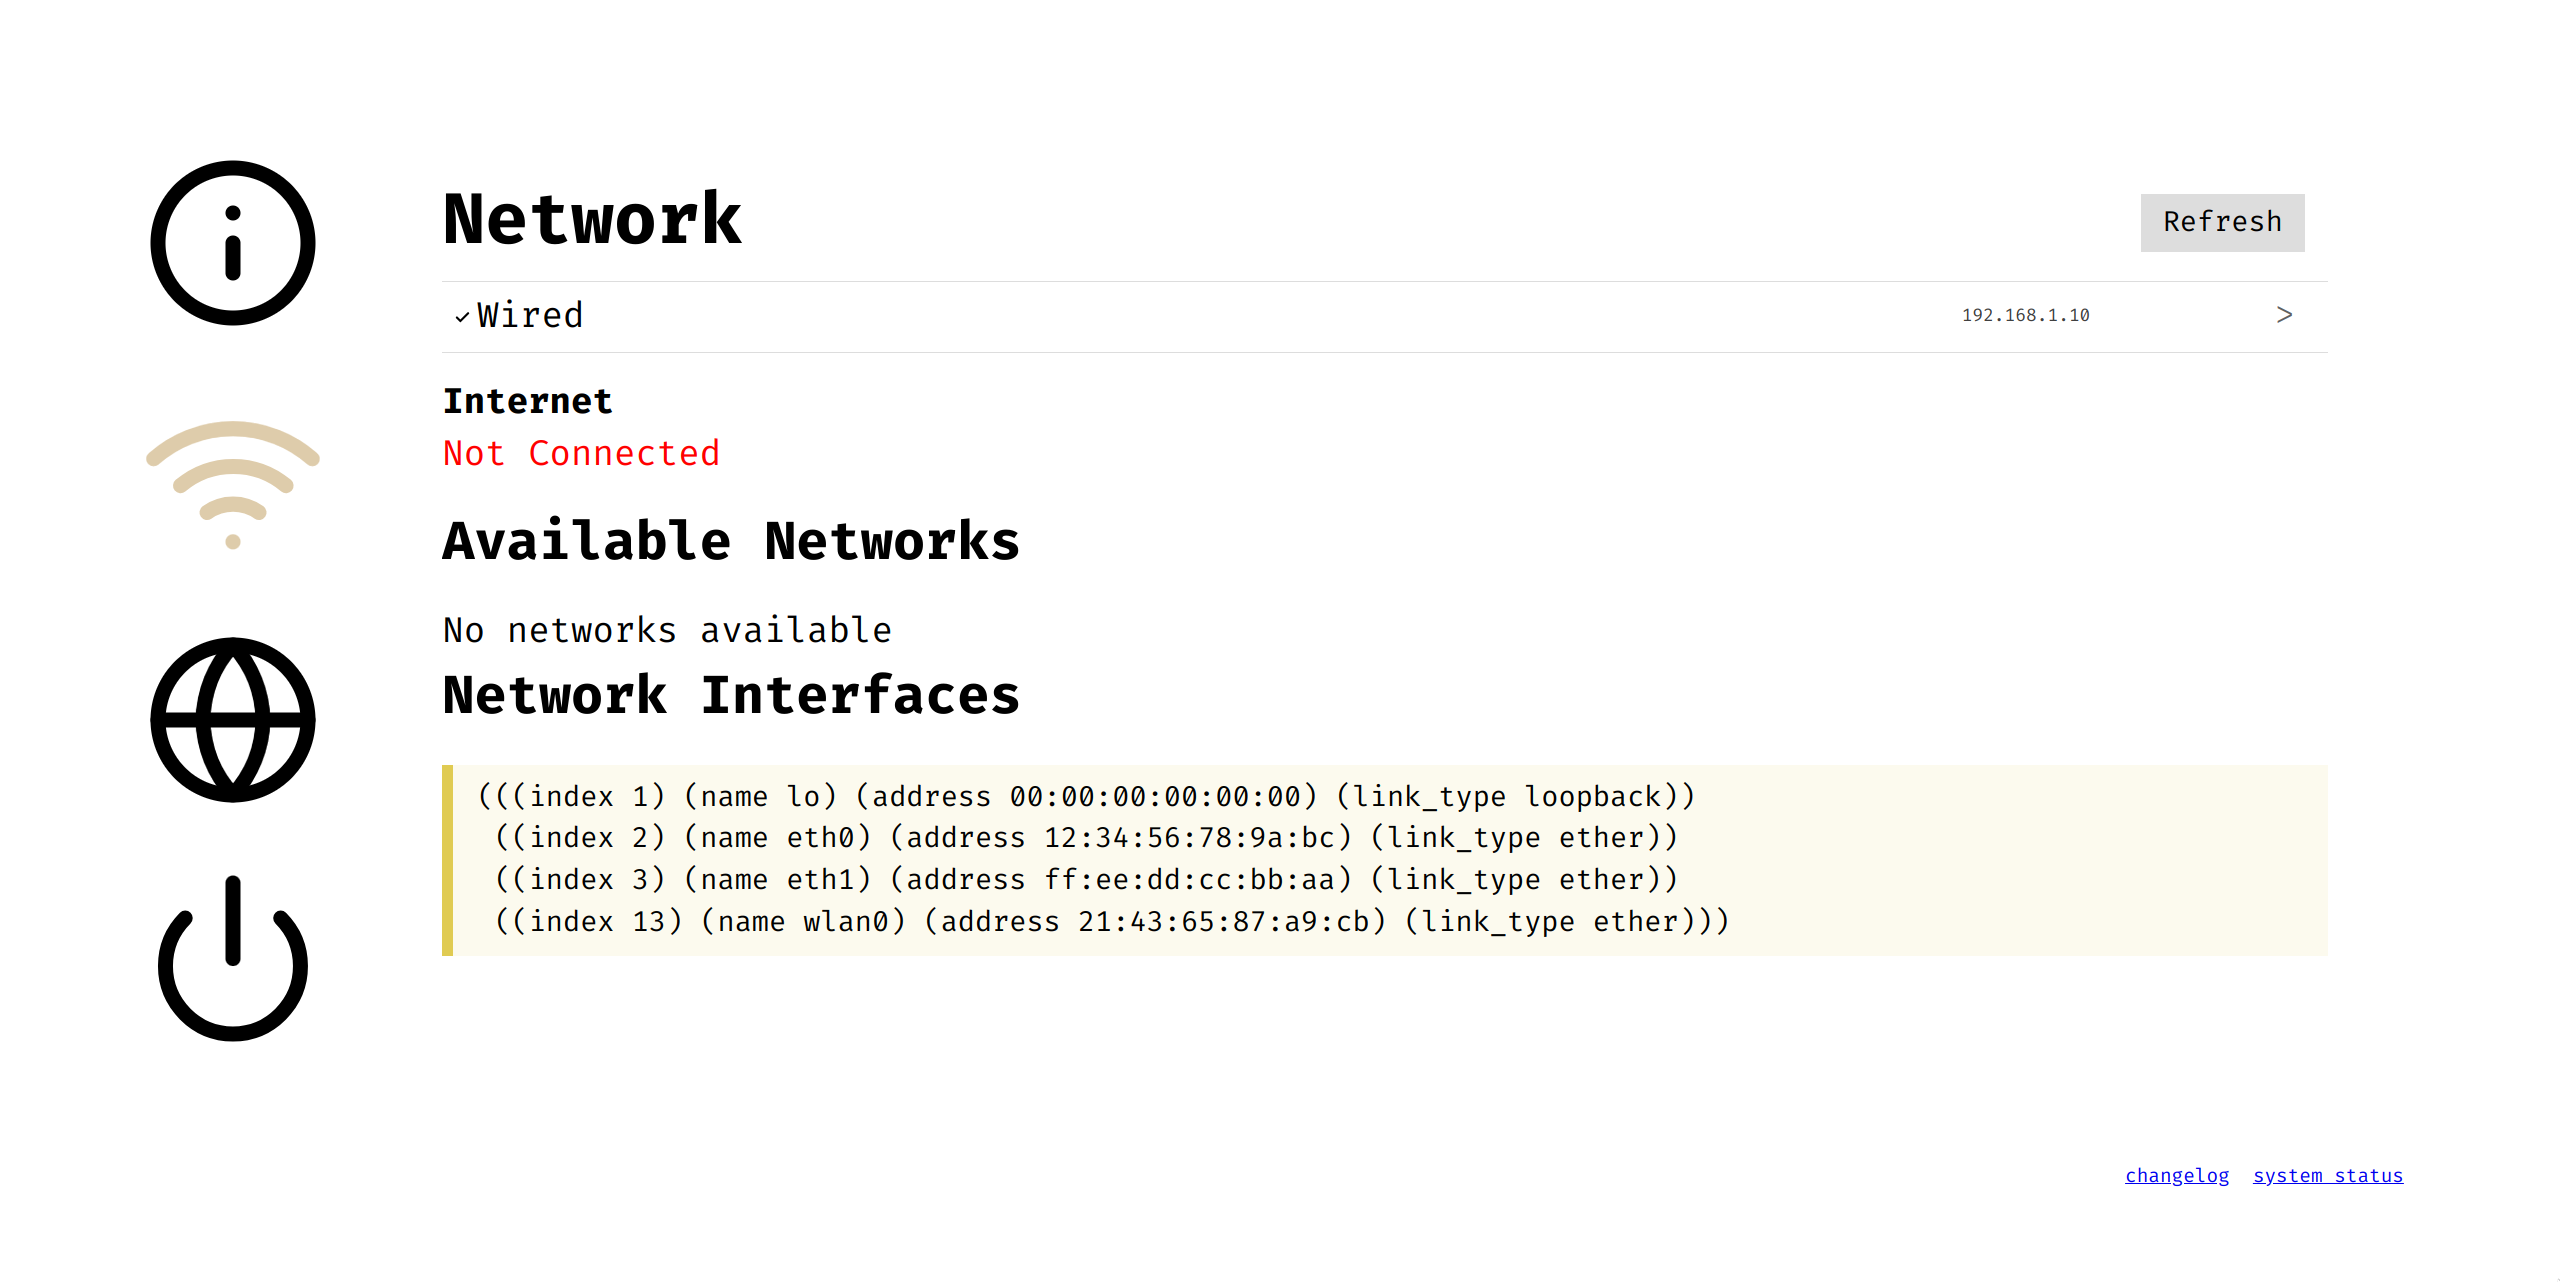 Network
Refresh
✓ Wired 192.168.1.10 >
Internet
Not Connected
Available Networks
No networks available
Network Interfaces
(((index 1) (name lo) (address 00:00:00:00:00:00) (link_type loopback))
((index 2) (name eth0) (address 12:34:56:78:9a:bc) (link_type ether))
((index 3) (name eth1) (address ff:ee:dd:cc:bb:aa) (link_type ether))
((index 13) (name wlan0) (address 21:43:65:87:a9:cb) (link_type ether)))
changelog system status